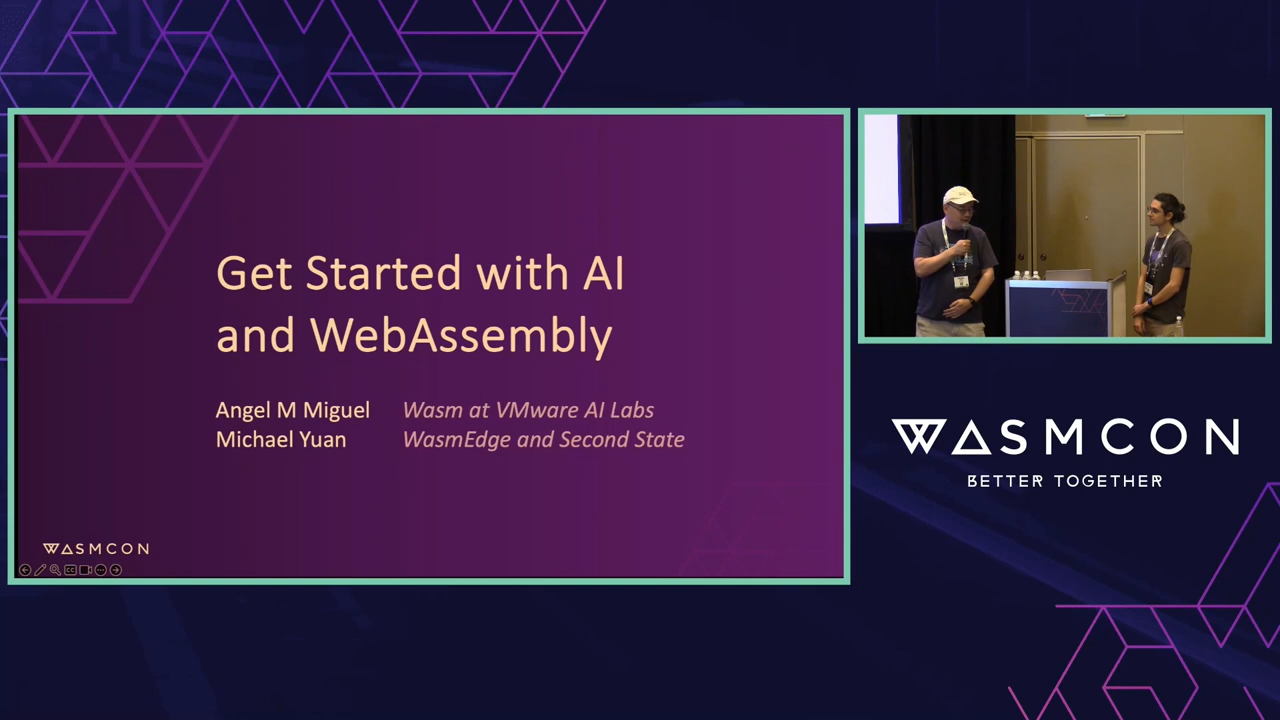 Get Started with AI
and WebAssembly
Angel M Miguel Wasm at VMware AI Labs
Michael Yuan WasmEdge and Second State
WASMCON
WASMCON
BETTER TOGETHER